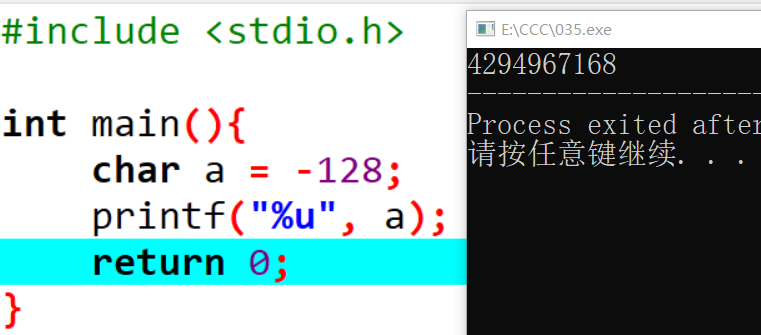 #include <stdio.h>
int main(){
char a = -128;
printf("%u", a);
return 0;
}
E:\CCC\035.exe
4294967168
--------------------
Process exited after
请按任意键继续. . .